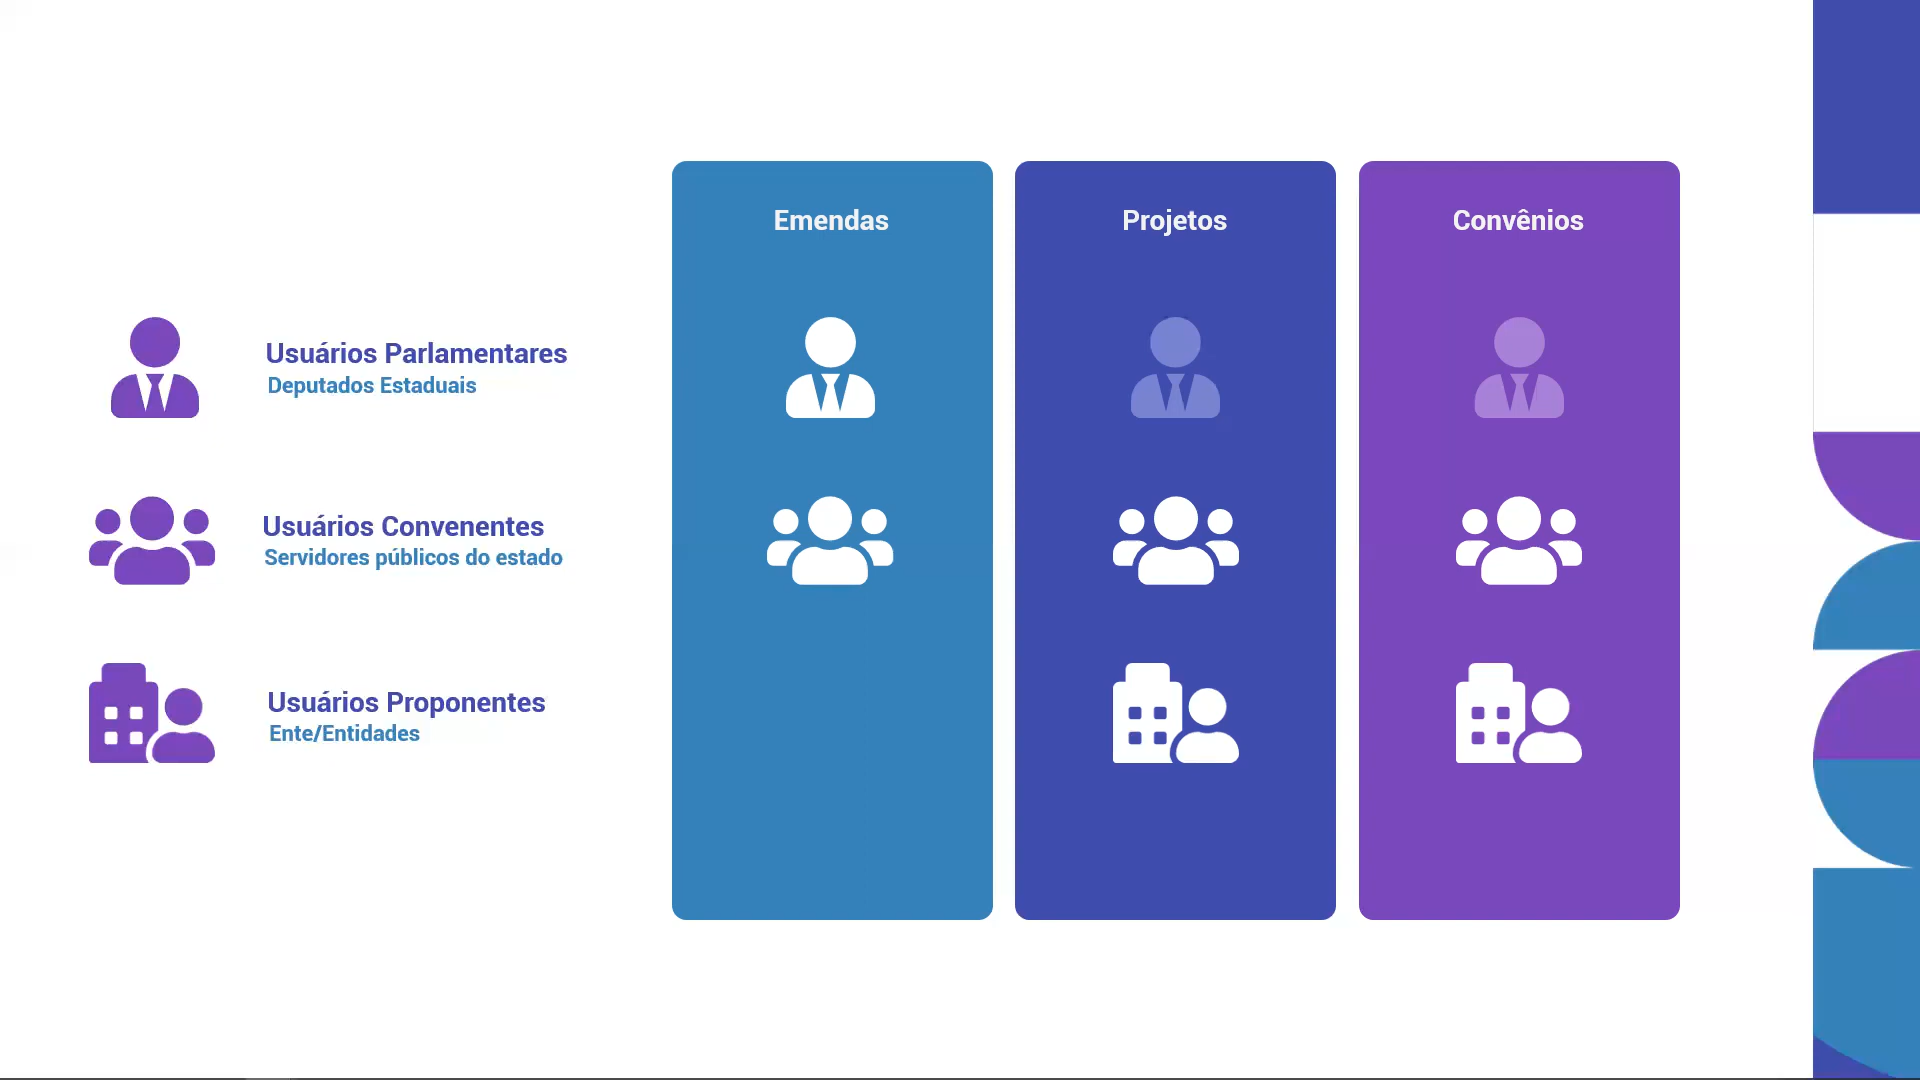 Emendas
Projetos
Convênios
Usuários Parlamentares
Deputados Estaduais
Usuários Convenentes
Servidores públicos do estado
Usuários Proponentes
Ente/Entidades